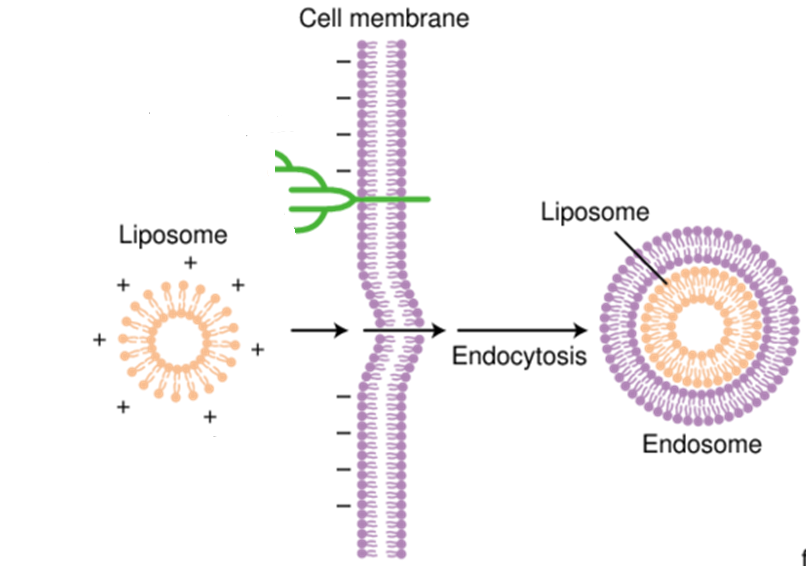 Cell membrane
Liposome
Liposome
Endocytosis
Endosome
f